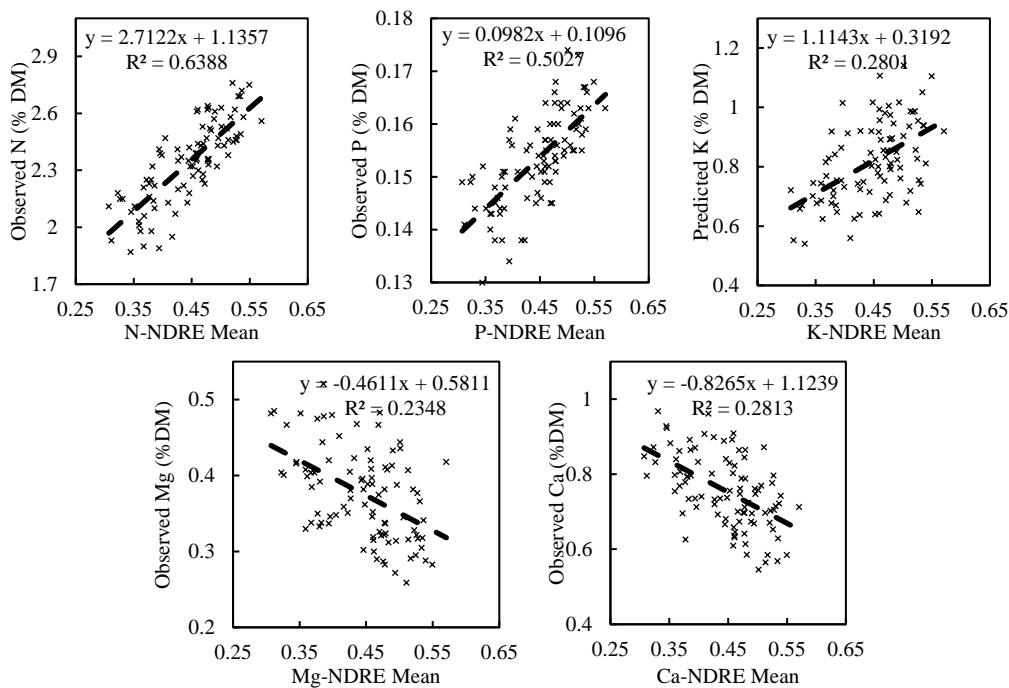 y = 2.7122x + 1.1357
R² = 0.6388
2.9
2.6
2.3
2
1.7
Observed N (% DM)
0.25 0.35 0.45 0.55 0.65
N-NDRE Mean
y = 0.0982x + 0.1096
R² = 0.5027
0.18
0.17
0.16
0.15
0.14
0.13
Observed P (% DM)
0.25 0.35 0.45 0.55 0.65
P-NDRE Mean
y = 1.1143x + 0.3192
R² = 0.2801
1.2
1
0.8
0.6
0.4
Predicted K (% DM)
0.25 0.35 0.45 0.55 0.65
K-NDRE Mean
y = -0.4611x + 0.5811
R² = 0.2348
0.5
0.4
0.3
0.2
Observed Mg (%DM)
0.25 0.35 0.45 0.55 0.65
Mg-NDRE Mean
y = -0.8265x + 1.1239
R² = 0.2813
1
0.8
0.6
0.4
Observed Ca (%DM)
0.25 0.35 0.45 0.55 0.65
Ca-NDRE Mean